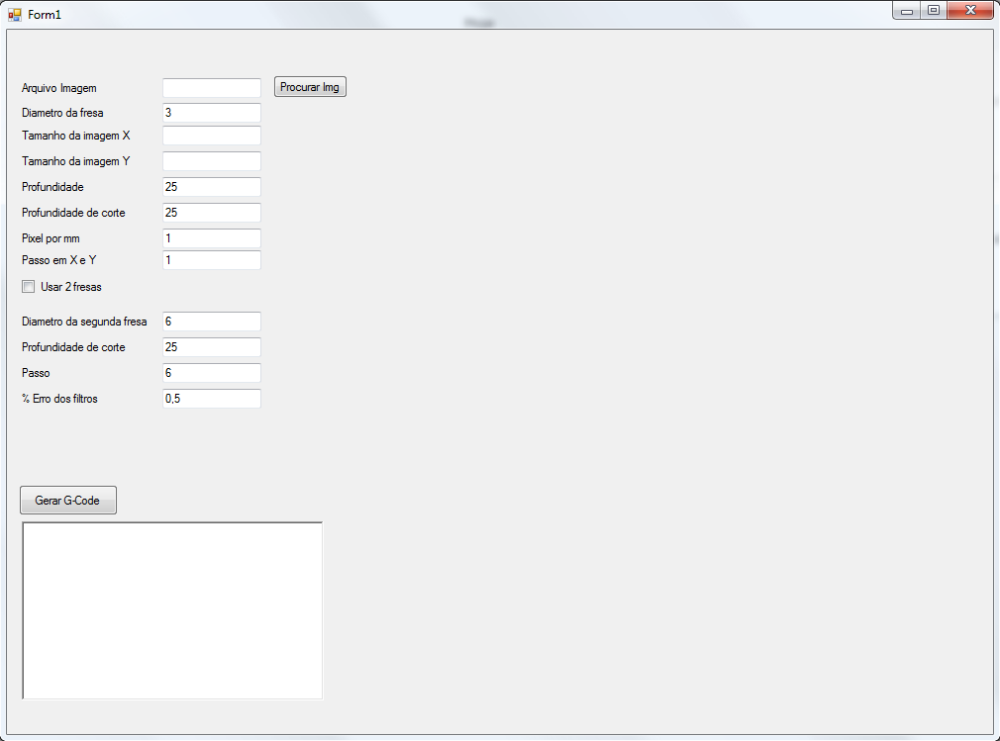 Form1
Arquivo Imagem Procurar Img
Diametro da fresa 3
Tamanho da imagem X
Tamanho da imagem Y
Profundidade 25
Profundidade de corte 25
Pixel por mm 1
Passo em X e Y 1
Usar 2 fresas
Diametro da segunda fresa 6
Profundidade de corte 25
Passo 6
% Erro dos filtros 0,5
Gerar G-Code